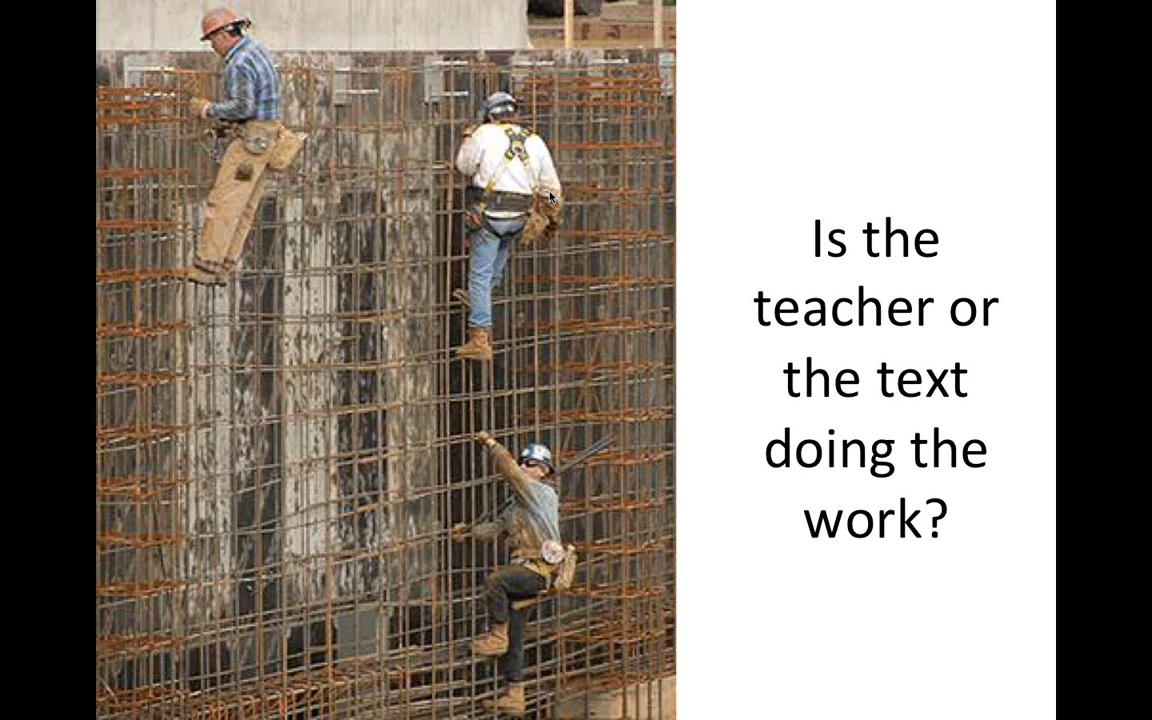 Is the
teacher or
the text
doing the
work?